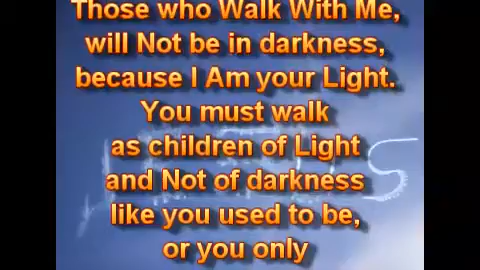 Those who Walk With Me,
will Not be in darkness,
because I Am your Light.
You must walk
as children of Light
and Not of darkness
like you used to be,
or you only